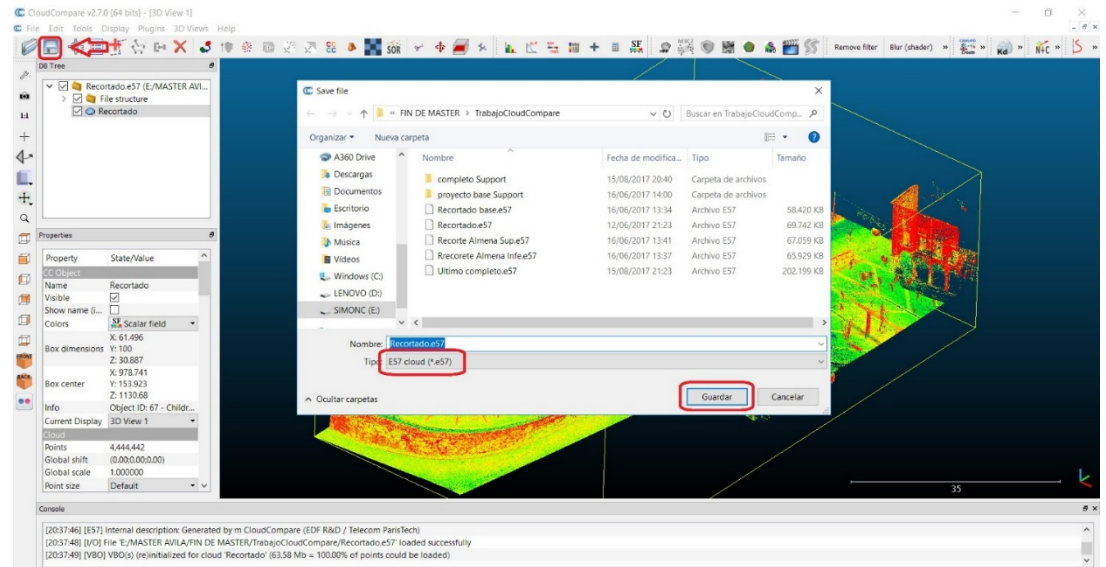 CloudCompare v2.7.0 [64 bits] - [3D View 1]
File Edit Tools Display Plugins 3D Views Help
SOR
SF
Remove filter
Blur (shader)
»
Kd
»
N+C
»
DB Tree
Recortado.e57 (E:/MASTER AVI...
File structure
Recortado
1:1
Properties
Property State/Value
CC Object
Name Recortado
Visible
Show name (i...
Colors SF Scalar field
Box dimensions X: 61.496
Y: 100
Z: 30.887
Box center X: 978.741
Y: 153.923
Z: 1130.68
Info Object ID: 67 - Childr...
Current Display 3D View 1
Cloud
Points 4,444,442
Global shift (0.00;0.00;0.00)
Global scale 1.000000
Point size Default
Save file
« FIN DE MASTER > TrabajoCloudCompare
Buscar en TrabajoCloudComp...
Organizar Nueva carpeta
A360 Drive
Descargas
Documentos
Escritorio
Imágenes
Música
Vídeos
Windows (C:)
LENOVO (D:)
SIMONC (E:)
Nombre Fecha de modifica... Tipo Tamaño
completo Support 15/08/2017 20:40 Carpeta de archivos
proyecto base Support 16/06/2017 14:00 Carpeta de archivos
Recortado base.e57 16/06/2017 13:34 Archivo E57 58.420 KB
Recortado.e57 12/06/2017 21:23 Archivo E57 69.742 KB
Recorte Almena Sup.e57 16/06/2017 13:41 Archivo E57 67.059 KB
Rrecorete Almena Infe.e57 16/06/2017 13:37 Archivo E57 65.929 KB
Ultimo completo.e57 15/08/2017 21:23 Archivo E57 202.199 KB
Nombre: Recortado.e57
Tipo: E57 cloud (*.e57)
Ocultar carpetas
Guardar
Cancelar
35
Console
[20:37:46] [E57] Internal description: Generated by m CloudCompare (EDF R&D / Telecom ParisTech)
[20:37:48] [I/O] File 'E:/MASTER AVILA/FIN DE MASTER/TrabajoCloudCompare/Recortado.e57' loaded successfully
[20:37:49] [VBO] VBO(s) (re)initialized for cloud 'Recortado' (63.58 Mb = 100.00% of points could be loaded)